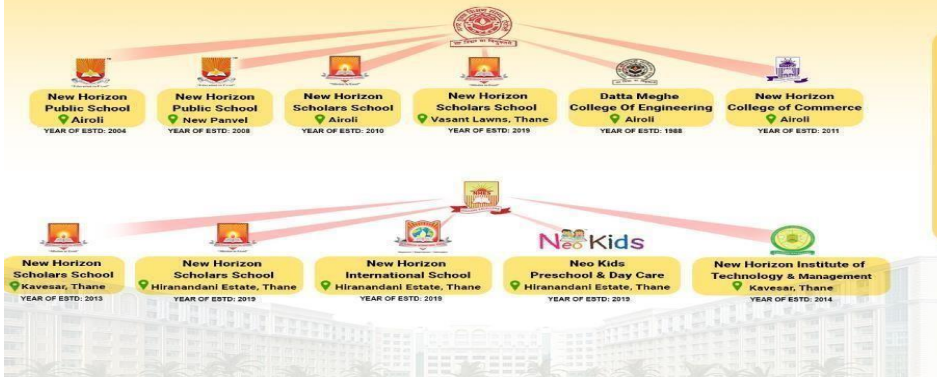 New Horizon
Public School
Airoli
YEAR OF ESTD: 2004
New Horizon
Public School
New Panvel
YEAR OF ESTD: 2008
New Horizon
Scholars School
Airoli
YEAR OF ESTD: 2010
New Horizon
Scholars School
Vasant Lawns, Thane
YEAR OF ESTD: 2019
Datta Meghe
College Of Engineering
Airoli
YEAR OF ESTD: 1988
New Horizon
College of Commerce
Airoli
YEAR OF ESTD: 2011
NHES
New Horizon
Scholars School
Kavesar, Thane
YEAR OF ESTD: 2013
New Horizon
Scholars School
Hiranandani Estate, Thane
YEAR OF ESTD: 2019
New Horizon
International School
Hiranandani Estate, Thane
YEAR OF ESTD: 2019
Neo Kids
Neo Kids
Preschool & Day Care
Hiranandani Estate, Thane
YEAR OF ESTD: 2019
New Horizon Institute of
Technology & Management
Kavesar, Thane
YEAR OF ESTD: 2014